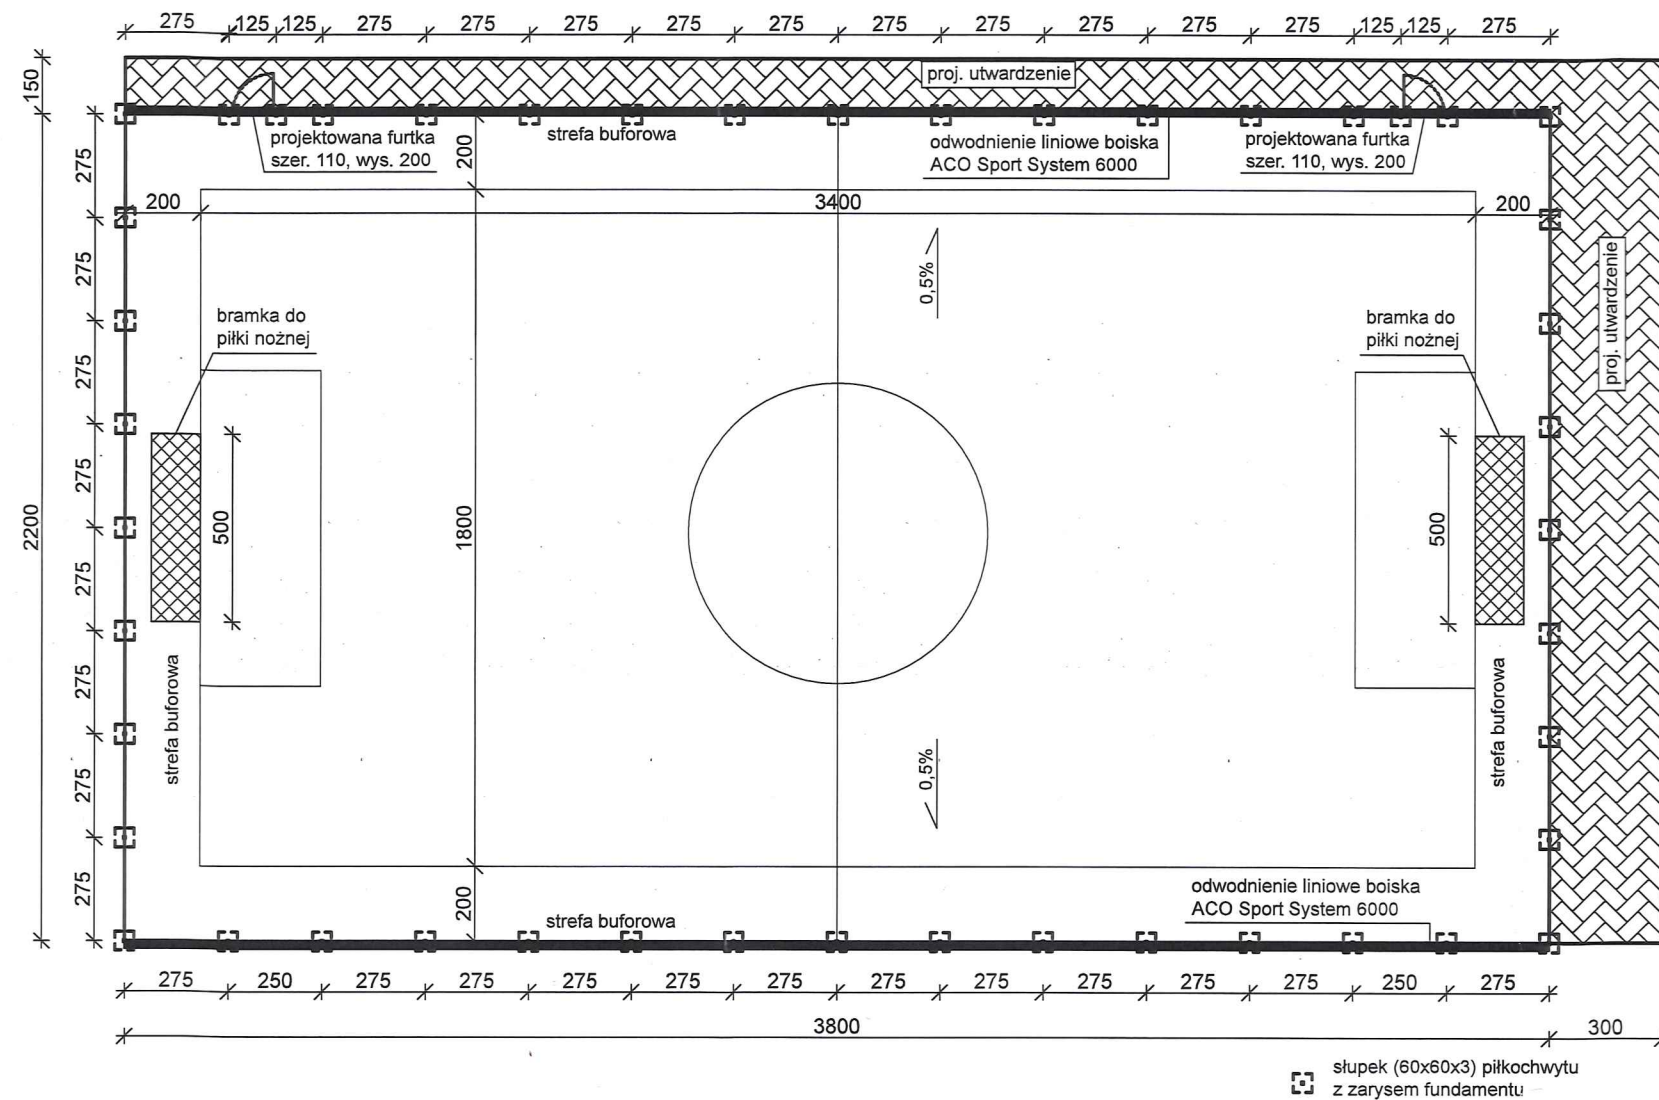 275 125 125 275 275 275 275 275 275 275 275 275 275 125 125 275
150
proj. utwardzenie
projektowana furtka
szer. 110, wys. 200
200
strefa buforowa
odwodnienie liniowe boiska
ACO Sport System 6000
projektowana furtka
szer. 110, wys. 200
275
200
3400
200
275
0,5%
proj. utwardzenie
bramka do
piłki nożnej
bramka do
piłki nożnej
275
275
2200
500
1800
500
275
275
strefa buforowa
strefa buforowa
0,5%
275
275
200
strefa buforowa
odwodnienie liniowe boiska
ACO Sport System 6000
275 250 275 275 275 275 275 275 275 275 275 275 250 275
3800
300
słupek (60x60x3) piłkochwytu
z zarysem fundamentu